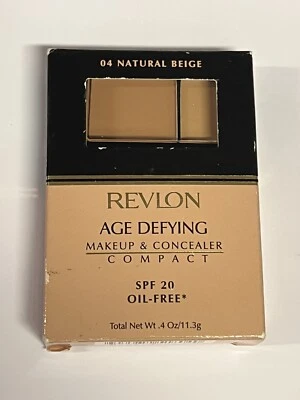 04 NATURAL BEIGE
REVLON
AGE DEFYING
MAKEUP & CONCEALER
COMPACT
SPF 20
OIL-FREE*
Total Net Wt .4 Oz/11.3g